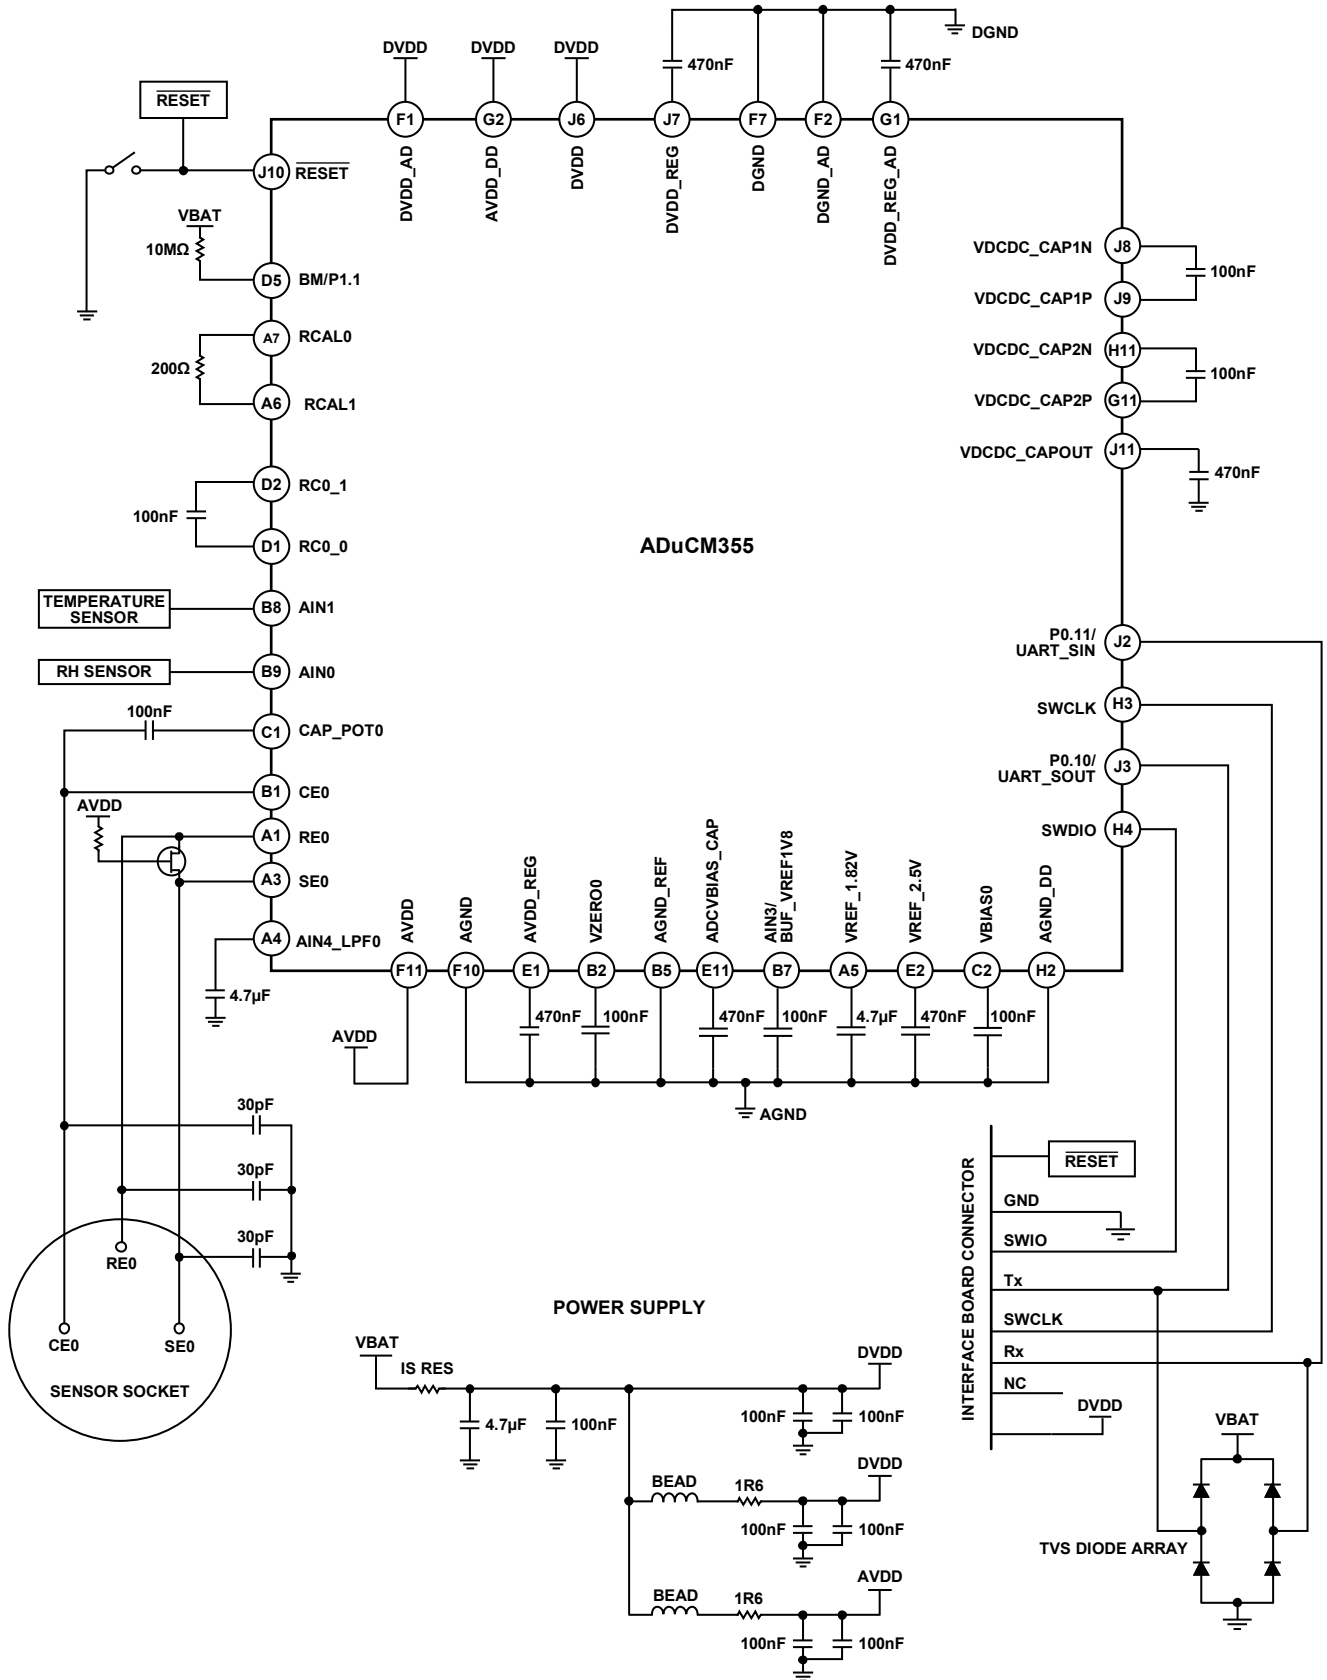 DGND
DVDD
DVDD
DVDD
470nF
470nF
RESET
F1
G2
J6
J7
F7
F2
G1
J10
RESET
DVDD_AD
AVDD_DD
DVDD
DVDD_REG
DGND
DGND_AD
DVDD_REG_AD
VBAT
10MΩ
D5
BM/P1.1
A7
RCAL0
200Ω
A6
RCAL1
D2
RC0_1
100nF
D1
RC0_0
TEMPERATURE
SENSOR
B8
AIN1
RH SENSOR
B9
AIN0
100nF
C1
CAP_POT0
B1
CE0
AVDD
A1
RE0
A3
SE0
A4
AIN4_LPF0
4.7µF
ADuCM355
VDCDC_CAP1N
J8
100nF
VDCDC_CAP1P
J9
VDCDC_CAP2N
H11
100nF
VDCDC_CAP2P
G11
VDCDC_CAPOUT
J11
470nF
P0.11/
UART_SIN
J2
SWCLK
H3
P0.10/
UART_SOUT
J3
SWDIO
H4
AVDD
AGND
AVDD_REG
VZERO0
AGND_REF
ADCVBIAS_CAP
AIN3/
BUF_VREF1V8
VREF_1.82V
VREF_2.5V
VBIAS0
AGND_DD
F11
F10
E1
B2
B5
E11
B7
A5
E2
C2
H2
470nF
100nF
470nF
100nF
4.7µF
470nF
100nF
AVDD
AGND
30pF
30pF
30pF
RE0
CE0
SE0
SENSOR SOCKET
POWER SUPPLY
VBAT
IS RES
DVDD
4.7µF
100nF
100nF
100nF
BEAD
1R6
DVDD
100nF
100nF
BEAD
1R6
AVDD
100nF
100nF
INTERFACE BOARD CONNECTOR
RESET
GND
SWIO
Tx
SWCLK
Rx
NC
DVDD
VBAT
TVS DIODE ARRAY